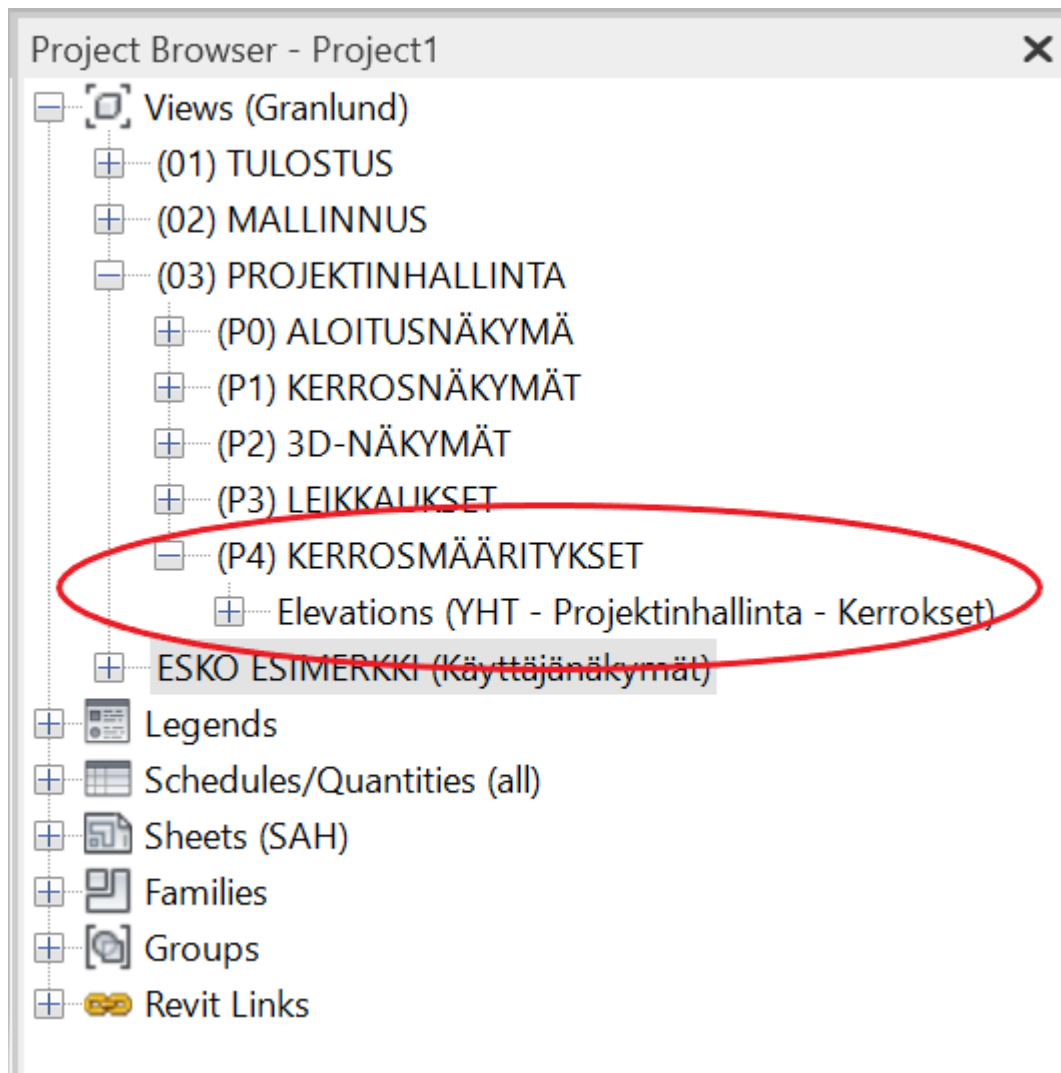 Project Browser - Project1
Views (Granlund)
(01) TULOSTUS
(02) MALLINNUS
(03) PROJEKTINHALLINTA
(P0) ALOITUSNÄKYMÄ
(P1) KERROSNÄKYMÄT
(P2) 3D-NÄKYMÄT
(P3) LEIKKAUKSET
(P4) KERROSMÄÄRITYKSET
Elevations (YHT - Projektinhallinta - Kerrokset)
ESKO ESIMERKKI (Käyttäjänäkymät)
Legends
Schedules/Quantities (all)
Sheets (SAH)
Families
Groups
Revit Links